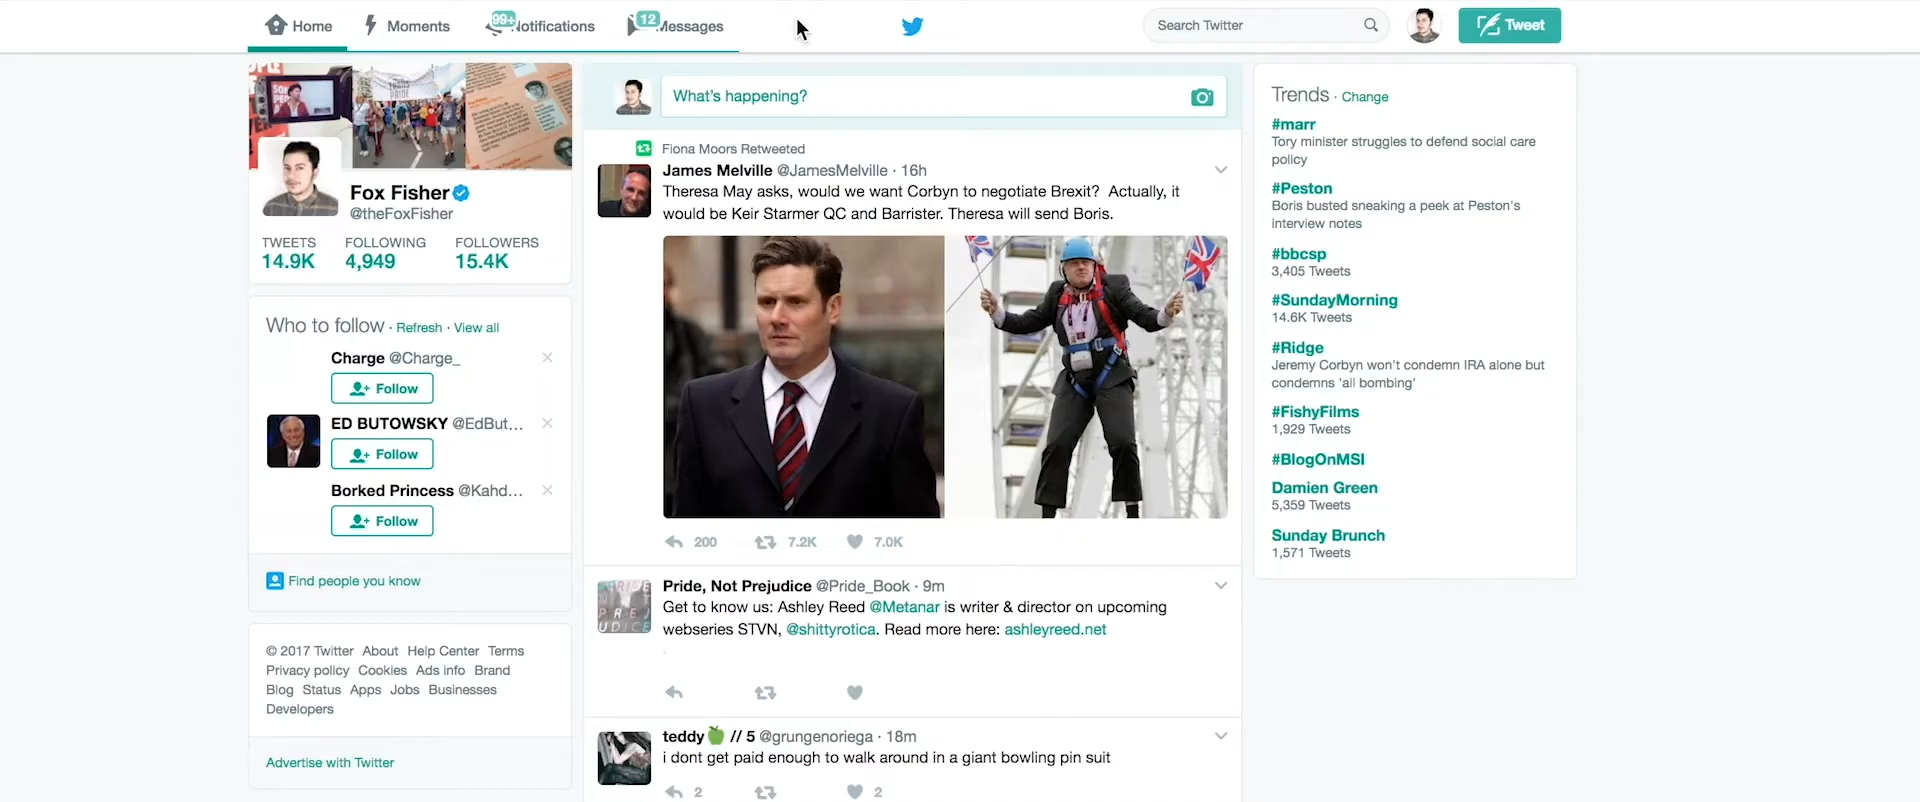 Home
Moments
99+
Notifications
12
Messages
Search Twitter
Tweet
Fox Fisher
@theFoxFisher
TWEETS FOLLOWING FOLLOWERS
14.9K 4,949 15.4K
Who to follow · Refresh · View all
Charge @Charge_
Follow
ED BUTOWSKY @EdBut...
Follow
Borked Princess @Kahd...
Follow
Find people you know
© 2017 Twitter About Help Center Terms
Privacy policy Cookies Ads info Brand
Blog Status Apps Jobs Businesses
Developers
Advertise with Twitter
What's happening?
Fiona Moors Retweeted
James Melville @JamesMelville · 16h
Theresa May asks, would we want Corbyn to negotiate Brexit? Actually, it
would be Keir Starmer QC and Barrister. Theresa will send Boris.
200 7.2K 7.0K
Pride, Not Prejudice @Pride_Book · 9m
Get to know us: Ashley Reed @Metanar is writer & director on upcoming
webseries STVN, @shittyrotica. Read more here: ashleyreed.net
teddy🍏 // 5 @grungenoriega · 18m
i dont get paid enough to walk around in a giant bowling pin suit
2 2
Trends · Change
#marr
Tory minister struggles to defend social care
policy
#Peston
Boris busted sneaking a peek at Peston's
interview notes
#bbcsp
3,405 Tweets
#SundayMorning
14.6K Tweets
#Ridge
Jeremy Corbyn won't condemn IRA alone but
condemns 'all bombing'
#FishyFilms
1,929 Tweets
#BlogOnMSI
Damien Green
5,359 Tweets
Sunday Brunch
1,571 Tweets